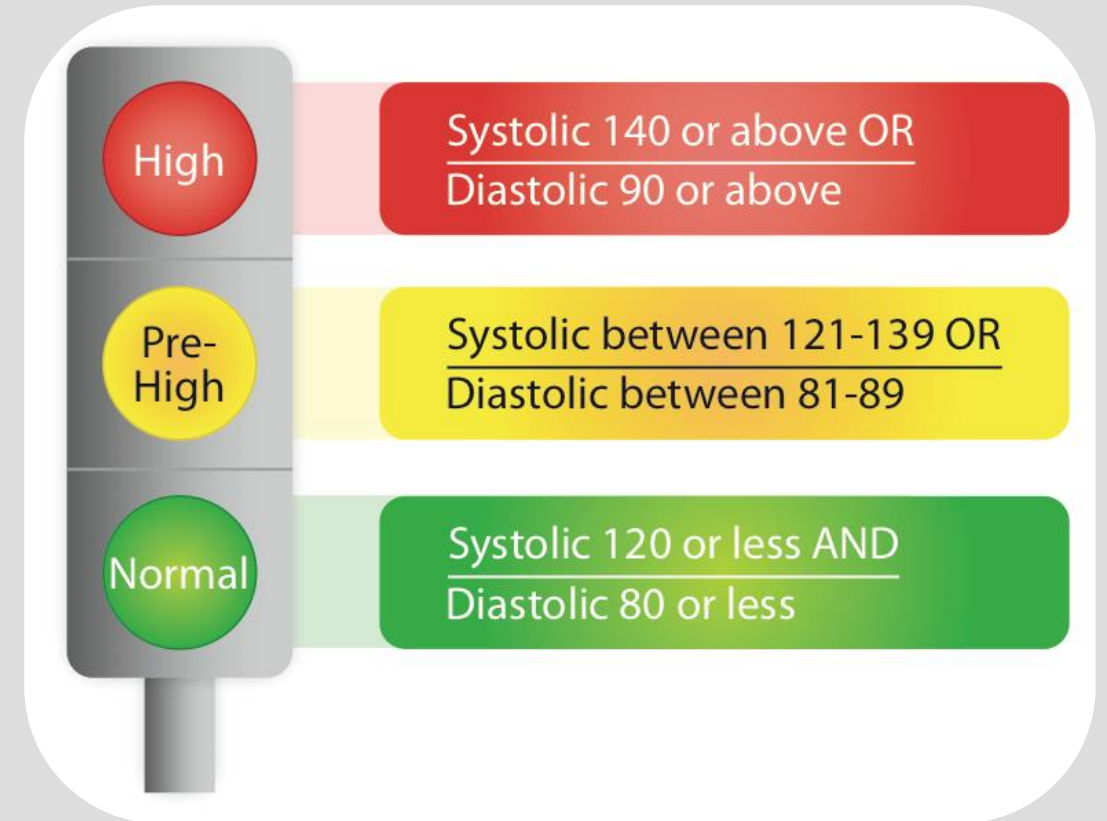 High
Systolic 140 or above OR
Diastolic 90 or above
Pre-
High
Systolic between 121-139 OR
Diastolic between 81-89
Normal
Systolic 120 or less AND
Diastolic 80 or less